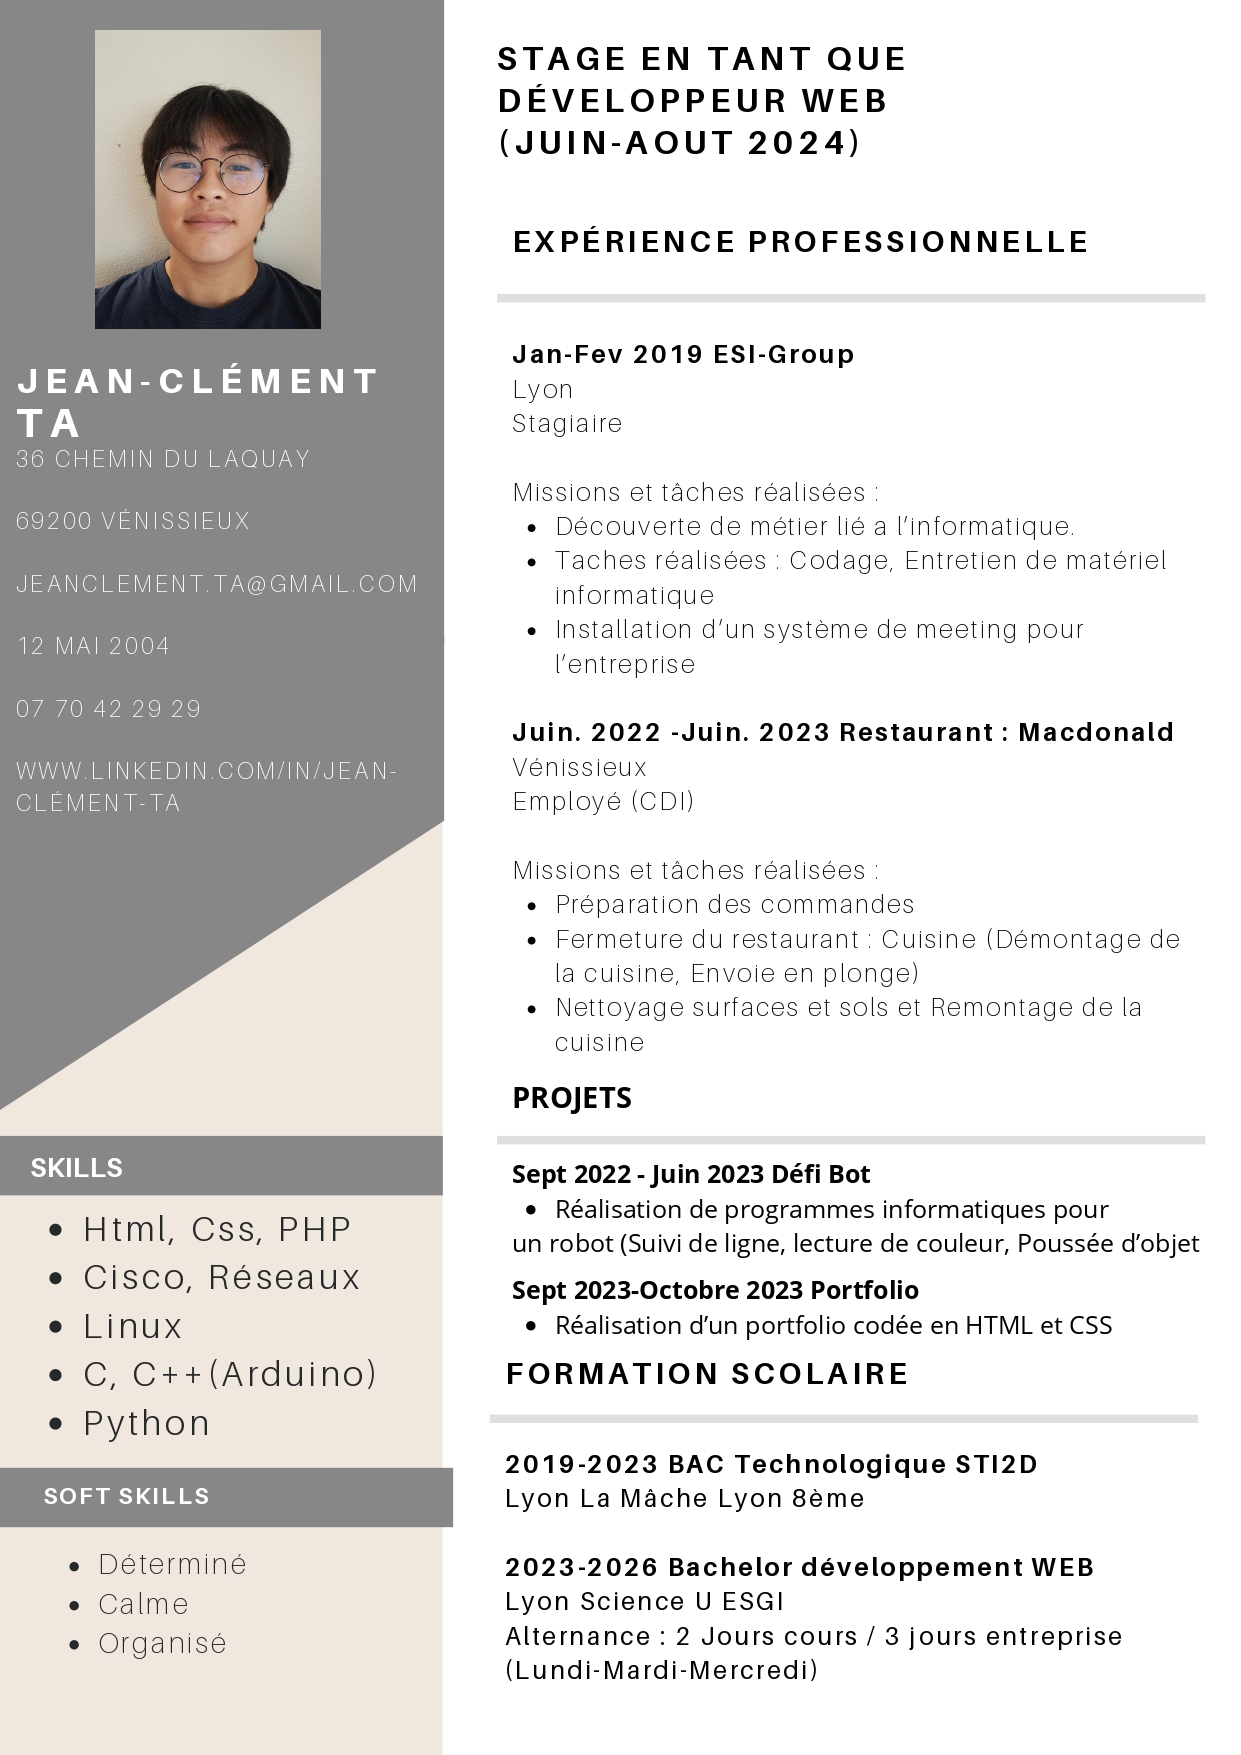 JEAN-CLÉMENT
TA
36 CHEMIN DU LAQUAY
69200 VÉNISSIEUX
JEANCLEMENT.TA@GMAIL.COM
12 MAI 2004
07 70 42 29 29
WWW.LINKEDIN.COM/IN/JEAN-
CLÉMENT-TA
SKILLS
• Html, Css, PHP
• Cisco, Réseaux
• Linux
• C, C++(Arduino)
• Python
SOFT SKILLS
• Déterminé
• Calme
• Organisé
STAGE EN TANT QUE
DÉVELOPPEUR WEB
(JUIN-AOUT 2024)
EXPÉRIENCE PROFESSIONNELLE
Jan-Fev 2019 ESI-Group
Lyon
Stagiaire
Missions et tâches réalisées :
• Découverte de métier lié a l’informatique.
• Taches réalisées : Codage, Entretien de matériel
informatique
• Installation d’un système de meeting pour
l’entreprise
Juin. 2022 -Juin. 2023 Restaurant : Macdonald
Vénissieux
Employé (CDI)
Missions et tâches réalisées :
• Préparation des commandes
• Fermeture du restaurant : Cuisine (Démontage de
la cuisine, Envoie en plonge)
• Nettoyage surfaces et sols et Remontage de la
cuisine
PROJETS
Sept 2022 - Juin 2023 Défi Bot
• Réalisation de programmes informatiques pour
un robot (Suivi de ligne, lecture de couleur, Poussée d’objet
Sept 2023-Octobre 2023 Portfolio
• Réalisation d’un portfolio codée en HTML et CSS
FORMATION SCOLAIRE
2019-2023 BAC Technologique STI2D
Lyon La Mâche Lyon 8ème
2023-2026 Bachelor développement WEB
Lyon Science U ESGI
Alternance : 2 Jours cours / 3 jours entreprise
(Lundi-Mardi-Mercredi)